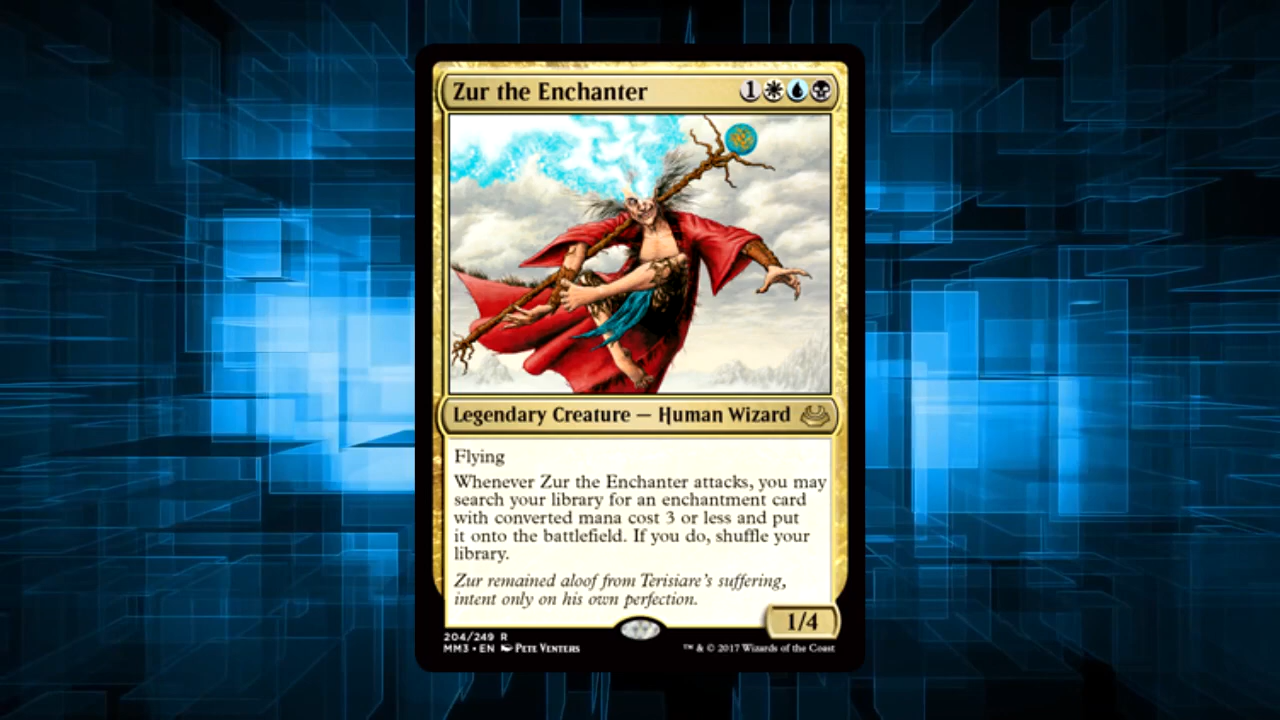 Zur the Enchanter 1
Legendary Creature — Human Wizard
Flying
Whenever Zur the Enchanter attacks, you may
search your library for an enchantment card
with converted mana cost 3 or less and put
it onto the battlefield. If you do, shuffle your
library.
Zur remained aloof from Terisiare's suffering,
intent only on his own perfection.
1/4
204/249 R
MM3 • EN Pete Venters
™ & © 2017 Wizards of the Coast